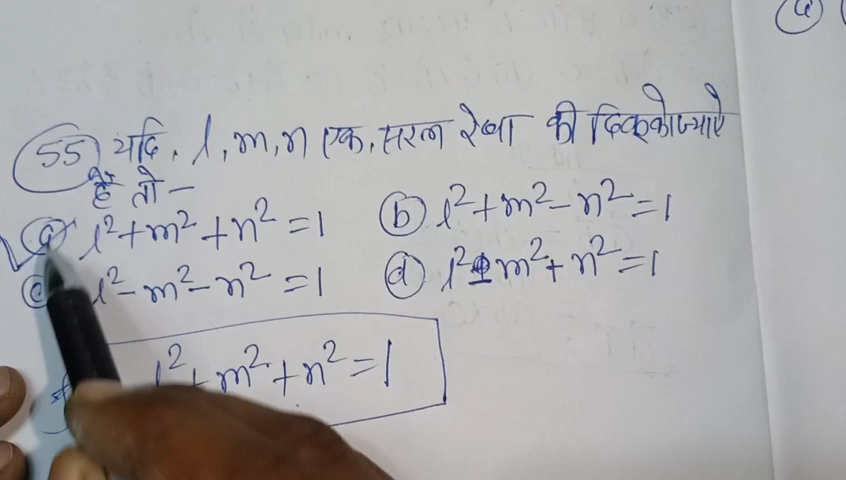 55 यदि, l, m, n एक, सरल रेखा की दिक्कोज्याऐ
हैं तो -
a l²+m²+n²=1 b l²+m²-n²=1
c l²-m²-n²=1 d l²-m²+n²=1
l²+m²+n²=1